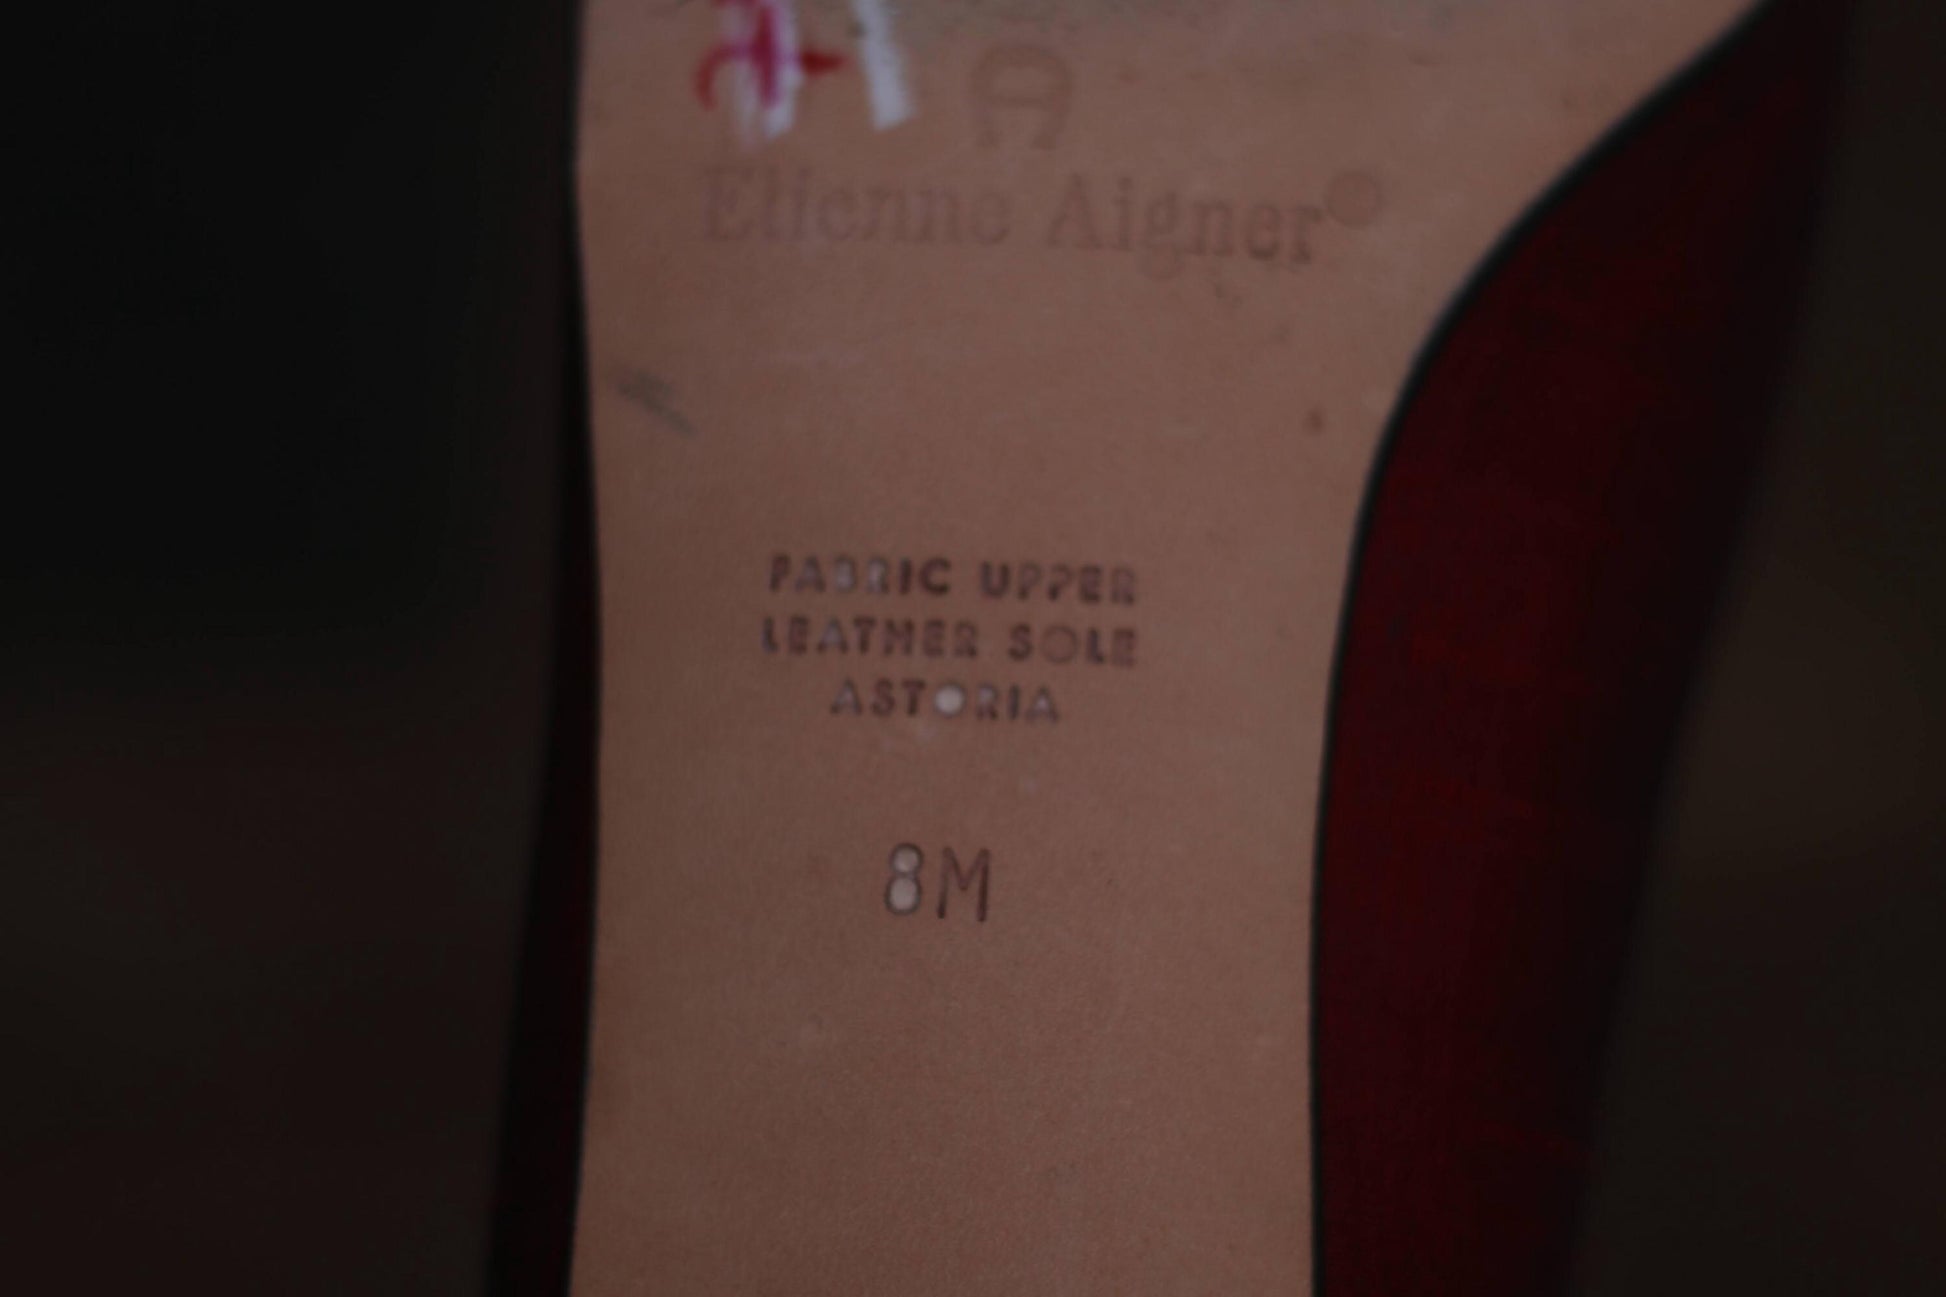 Etienne Aigner®
FABRIC UPPER
LEATHER SOLE
ASTORIA
8M